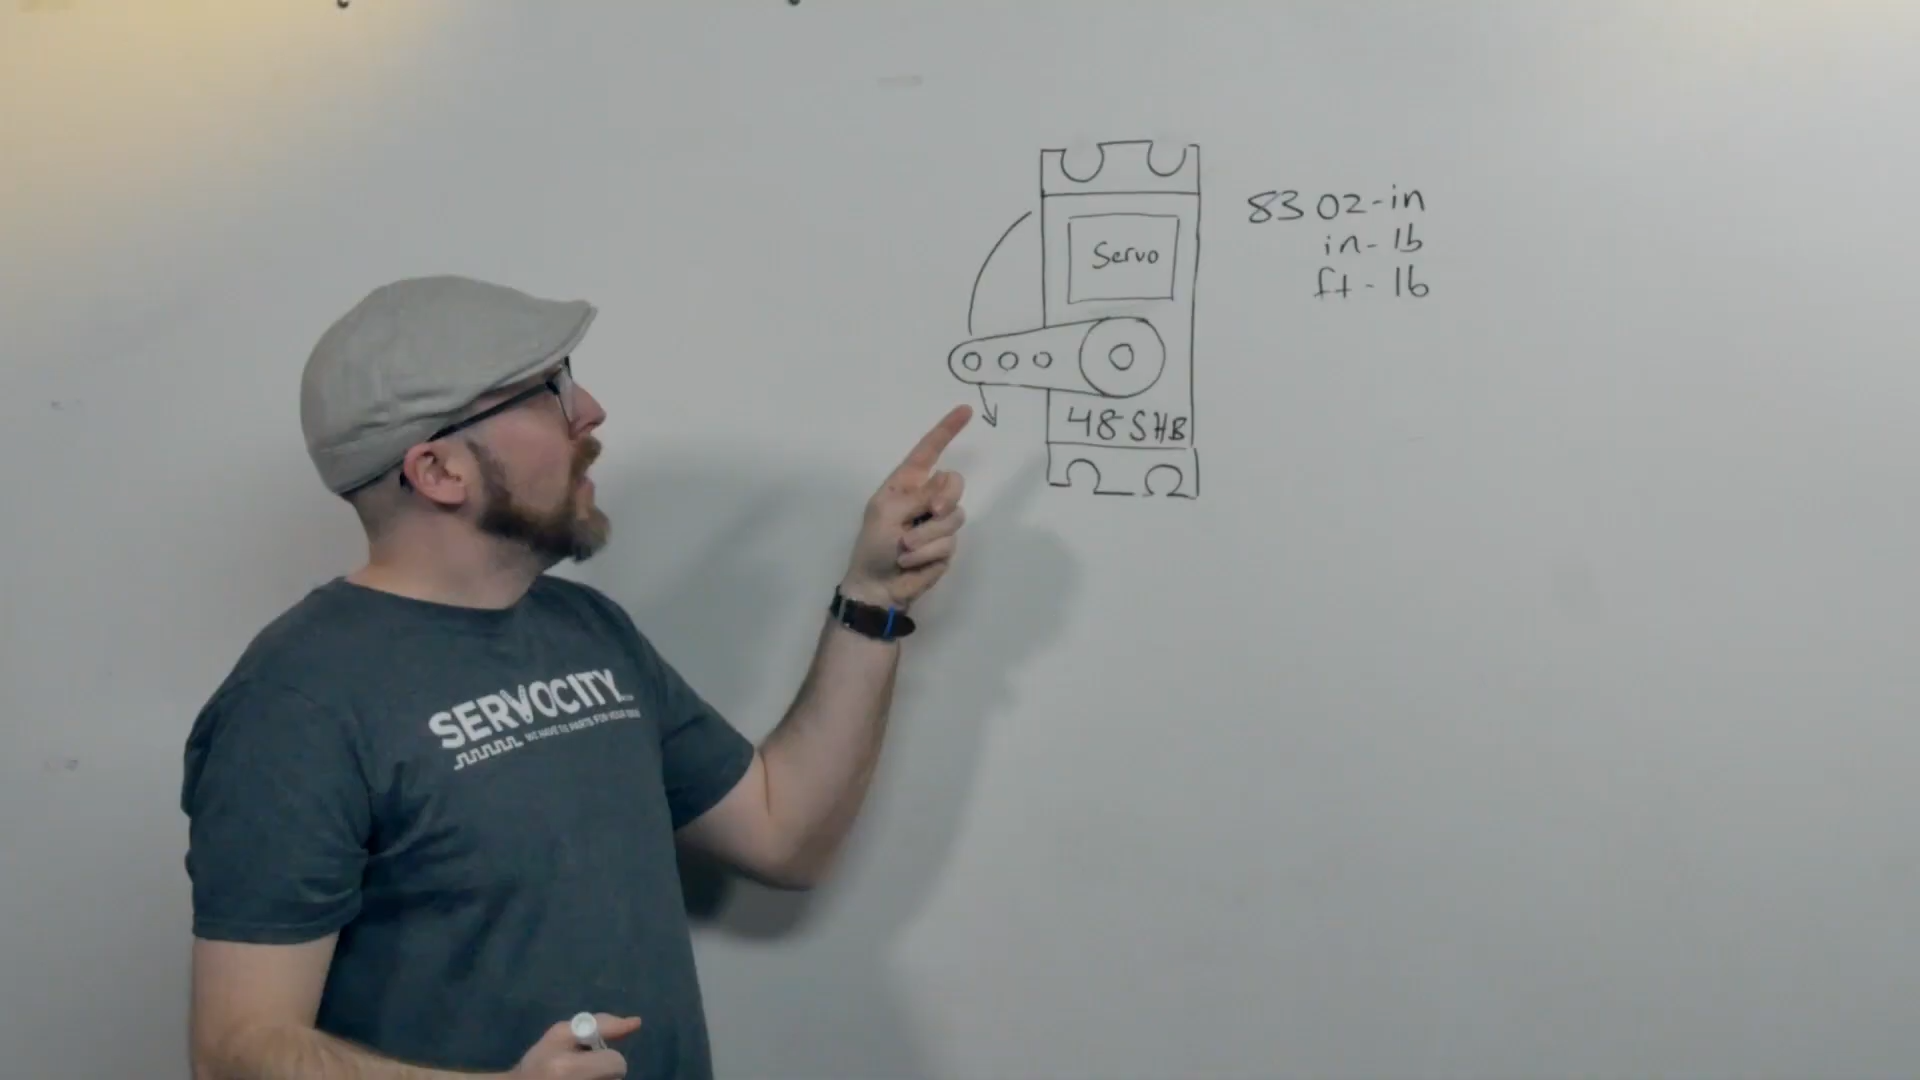 83 oz-in
in-lb
ft-lb
Servo
48SHB
SERVOCITY